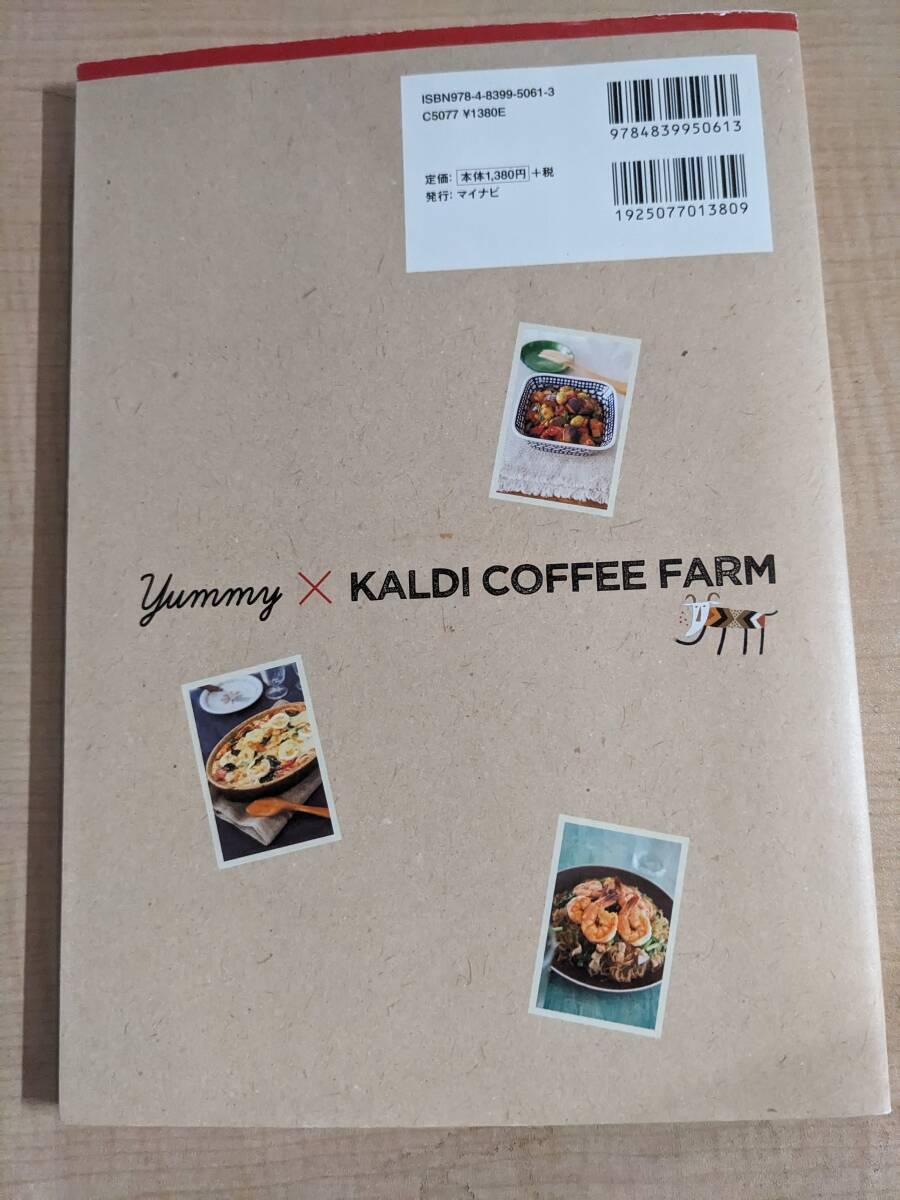 ISBN978-4-8399-5061-3
C5077 ¥1380E
9784839950613
定価: 本体1,380円 +税
発行: マイナビ
1925077013809
Yummy × KALDI COFFEE FARM